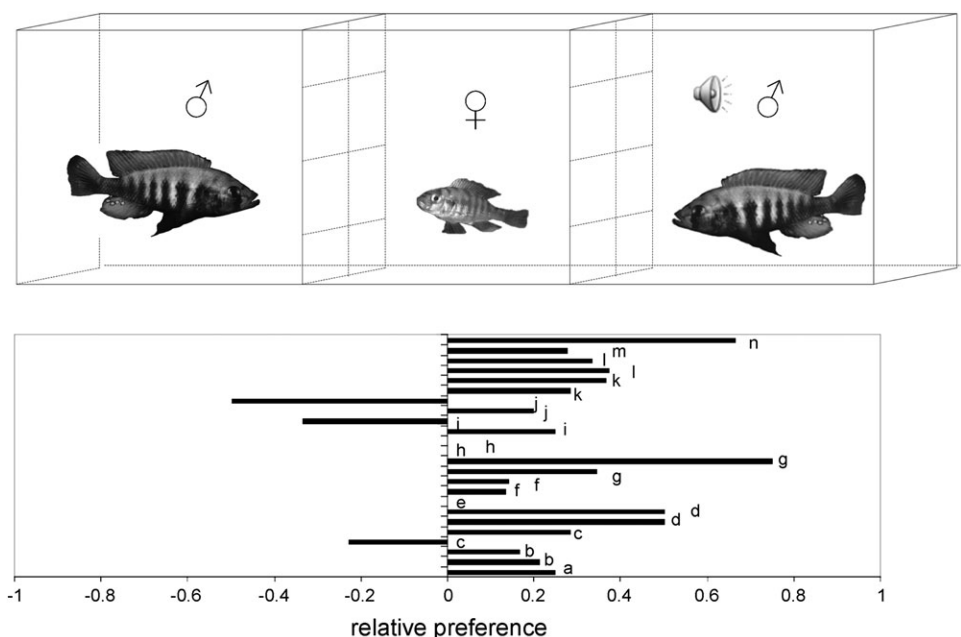 ♂
♀
♂
n
m
l
l
k
k
j
j
i
i
h h
g
g
f
f
e
d
d
c
c
b
b
a
-1 -0.8 -0.6 -0.4 -0.2 0 0.2 0.4 0.6 0.8 1
relative preference